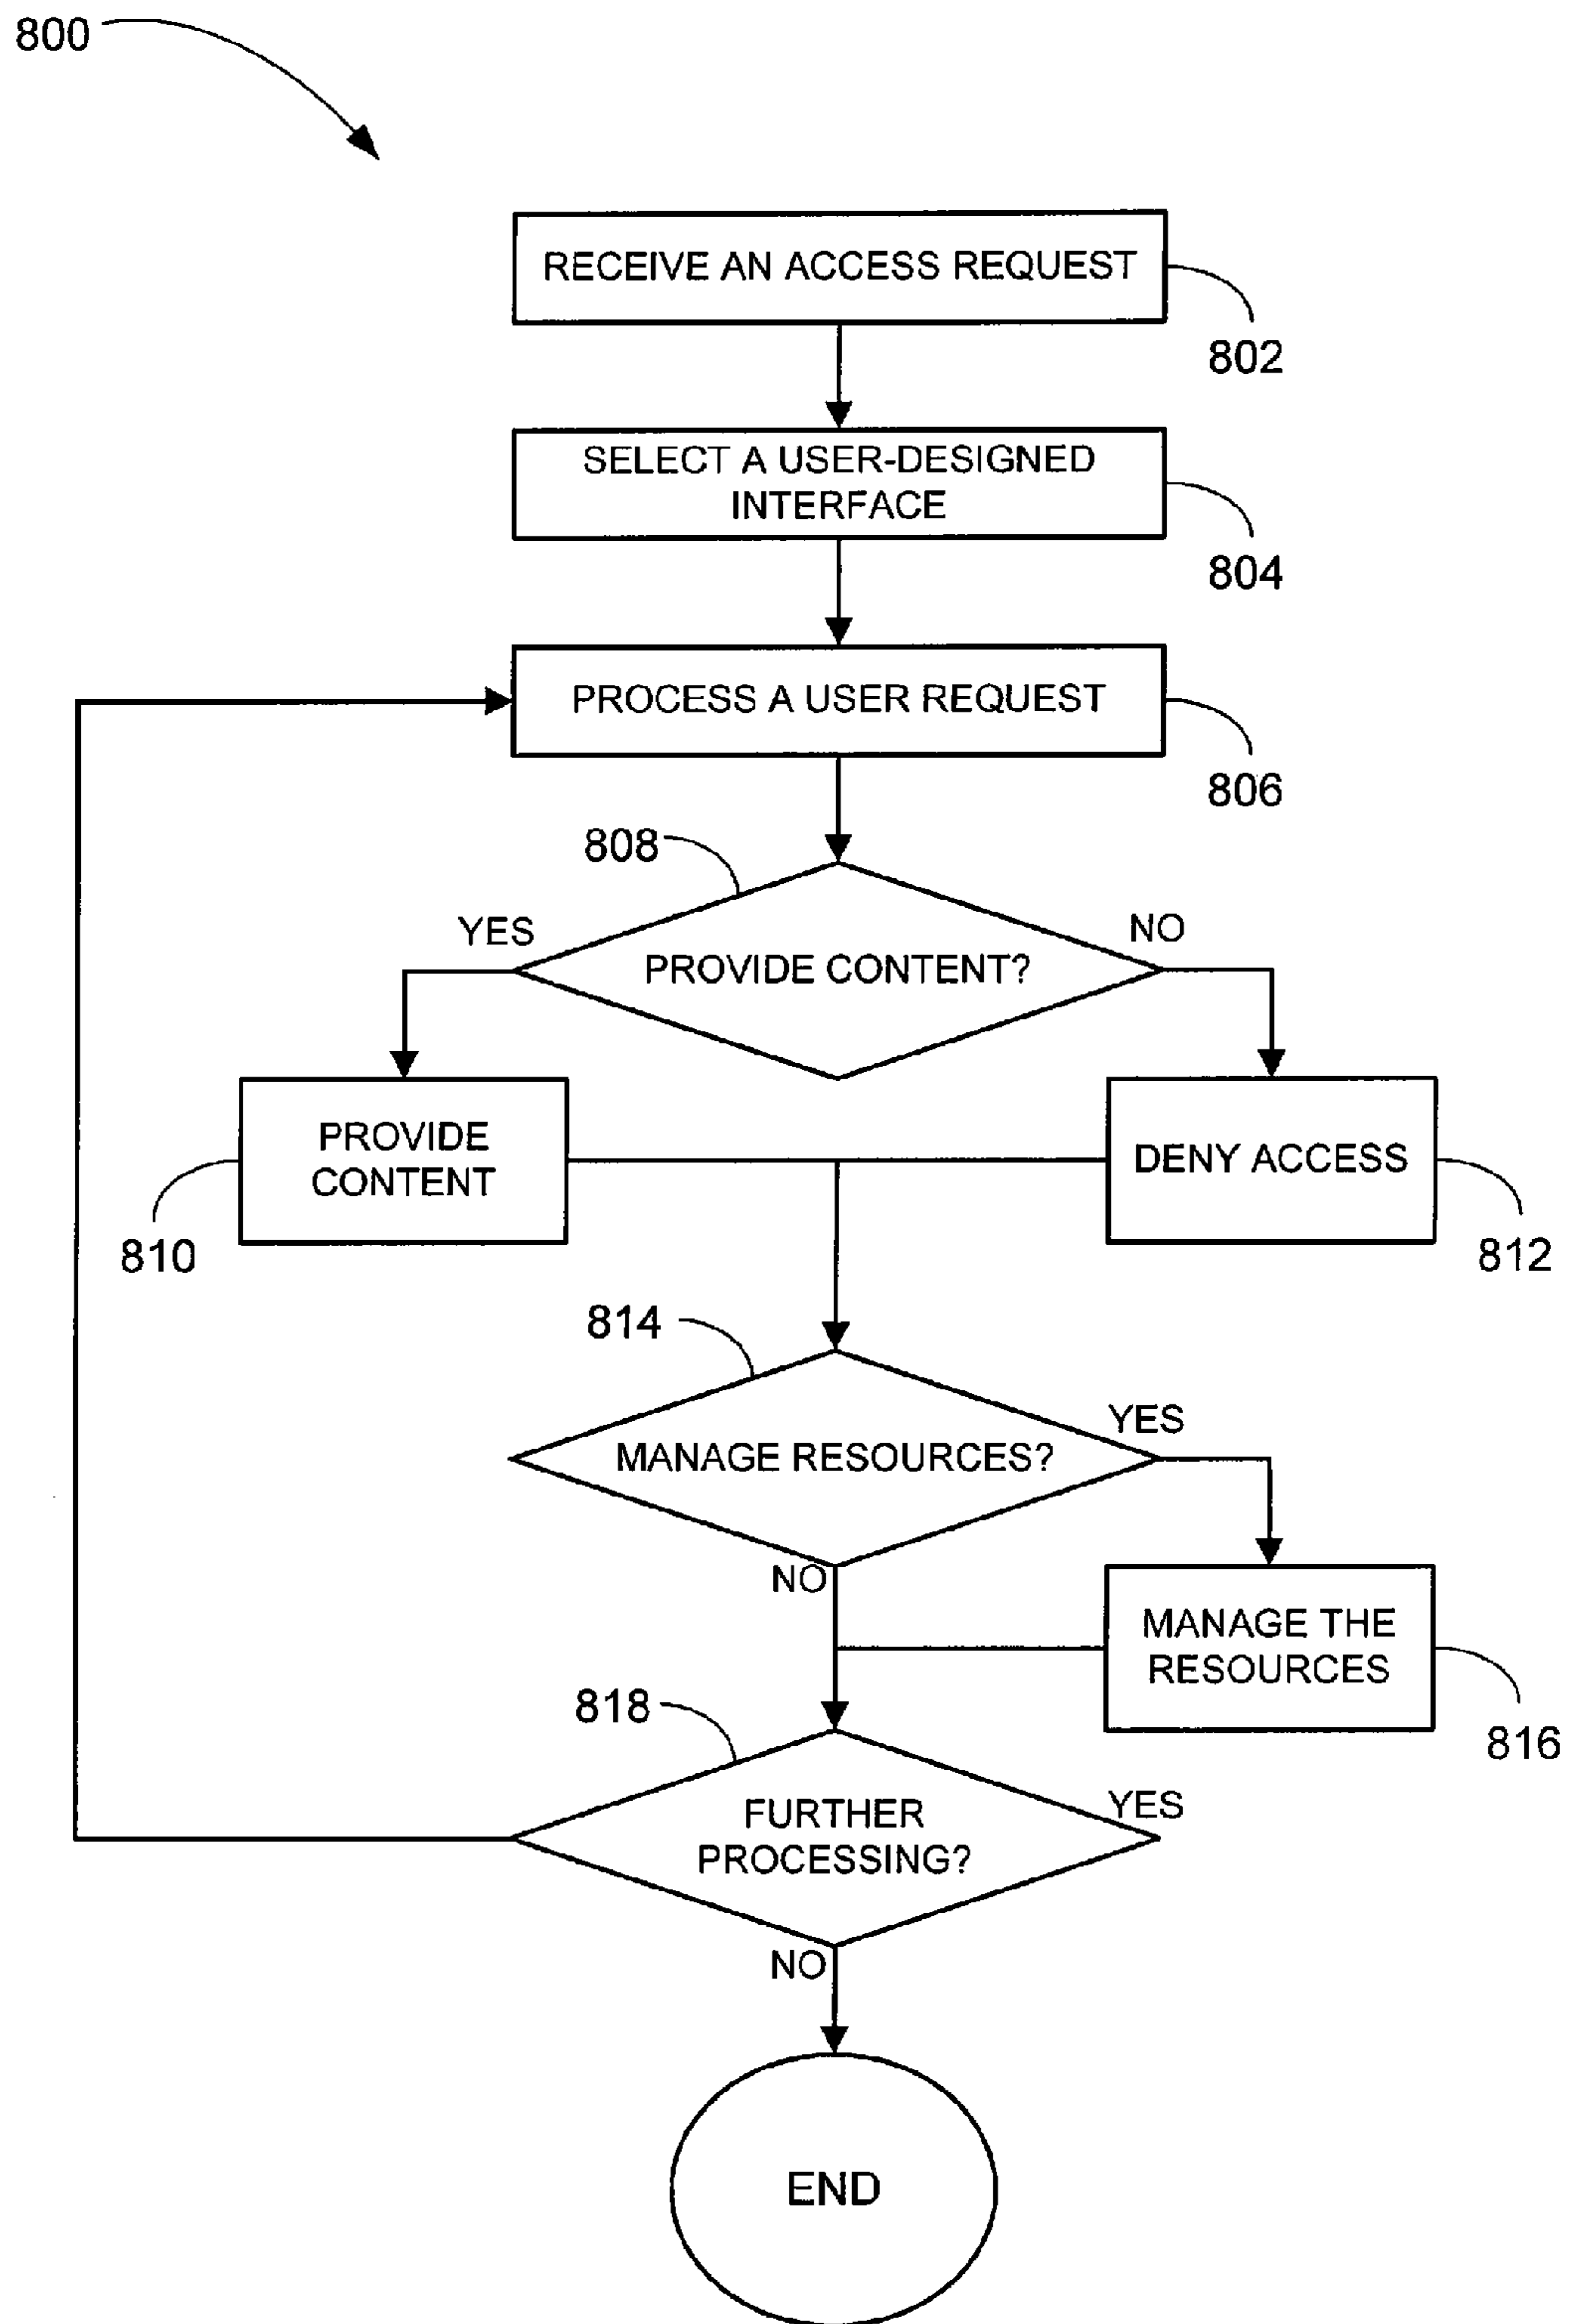 800
RECEIVE AN ACCESS REQUEST
802
SELECT A USER-DESIGNED
INTERFACE
804
PROCESS A USER REQUEST
806
808
YES
NO
PROVIDE CONTENT?
PROVIDE
CONTENT
810
DENY ACCESS
812
814
YES
MANAGE RESOURCES?
NO
MANAGE THE
RESOURCES
816
818
YES
FURTHER
PROCESSING?
NO
END